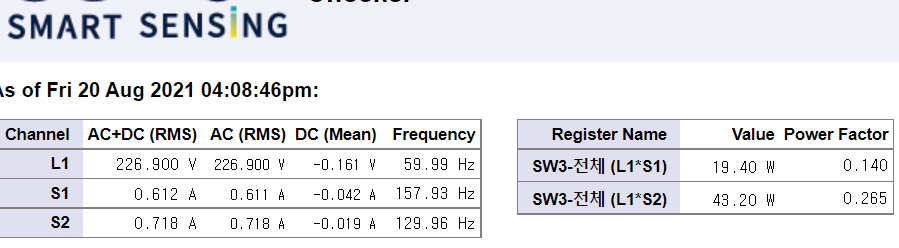 SMART SENSING
As of Fri 20 Aug 2021 04:08:46pm:
Channel AC+DC (RMS) AC (RMS) DC (Mean) Frequency
L1 226.900 V 226.900 V -0.161 V 59.99 Hz
S1 0.612 A 0.611 A -0.042 A 157.93 Hz
S2 0.718 A 0.718 A -0.019 A 129.96 Hz
Register Name Value Power Factor
SW3-전체 (L1*S1) 19.40 W 0.140
SW3-전체 (L1*S2) 43.20 W 0.265